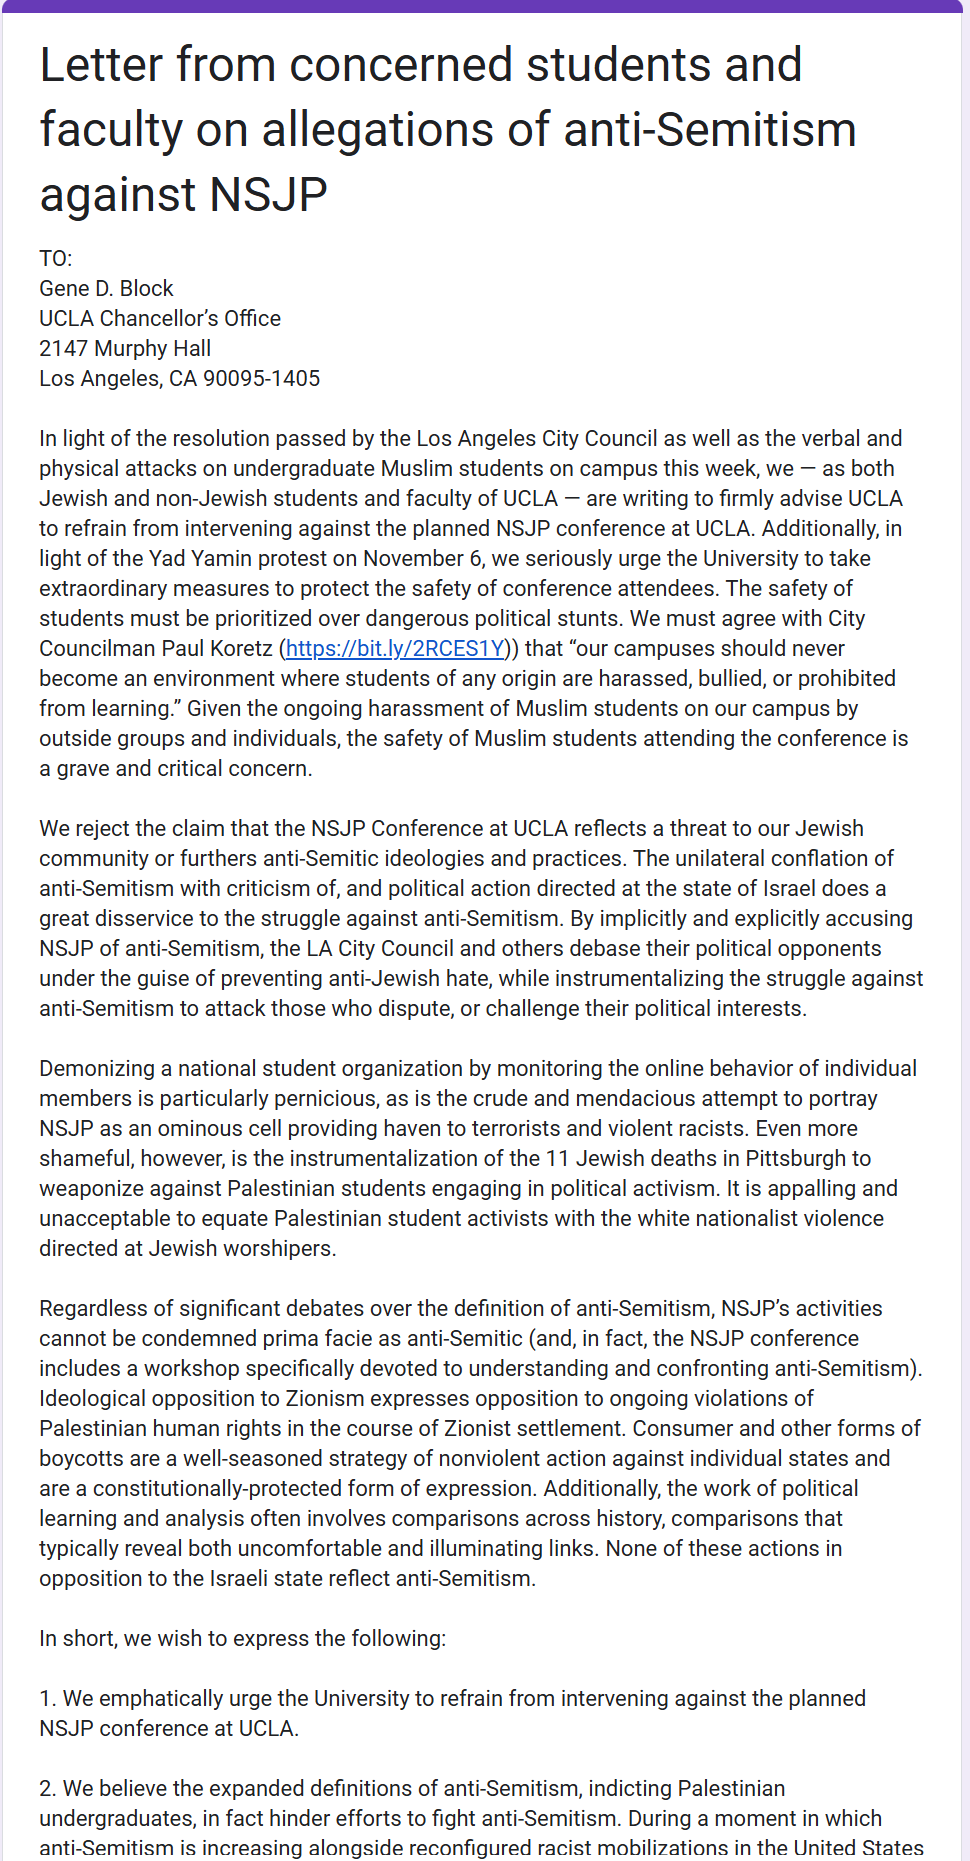 Letter from concerned students and
faculty on allegations of anti-Semitism
against NSJP
TO:
Gene D. Block
UCLA Chancellor’s Office
2147 Murphy Hall
Los Angeles, CA 90095-1405
In light of the resolution passed by the Los Angeles City Council as well as the verbal and
physical attacks on undergraduate Muslim students on campus this week, we — as both
Jewish and non-Jewish students and faculty of UCLA — are writing to firmly advise UCLA
to refrain from intervening against the planned NSJP conference at UCLA. Additionally, in
light of the Yad Yamin protest on November 6, we seriously urge the University to take
extraordinary measures to protect the safety of conference attendees. The safety of
students must be prioritized over dangerous political stunts. We must agree with City
Councilman Paul Koretz (https://bit.ly/2RCES1Y)) that “our campuses should never
become an environment where students of any origin are harassed, bullied, or prohibited
from learning.” Given the ongoing harassment of Muslim students on our campus by
outside groups and individuals, the safety of Muslim students attending the conference is
a grave and critical concern.
We reject the claim that the NSJP Conference at UCLA reflects a threat to our Jewish
community or furthers anti-Semitic ideologies and practices. The unilateral conflation of
anti-Semitism with criticism of, and political action directed at the state of Israel does a
great disservice to the struggle against anti-Semitism. By implicitly and explicitly accusing
NSJP of anti-Semitism, the LA City Council and others debase their political opponents
under the guise of preventing anti-Jewish hate, while instrumentalizing the struggle against
anti-Semitism to attack those who dispute, or challenge their political interests.
Demonizing a national student organization by monitoring the online behavior of individual
members is particularly pernicious, as is the crude and mendacious attempt to portray
NSJP as an ominous cell providing haven to terrorists and violent racists. Even more
shameful, however, is the instrumentalization of the 11 Jewish deaths in Pittsburgh to
weaponize against Palestinian students engaging in political activism. It is appalling and
unacceptable to equate Palestinian student activists with the white nationalist violence
directed at Jewish worshipers.
Regardless of significant debates over the definition of anti-Semitism, NSJP’s activities
cannot be condemned prima facie as anti-Semitic (and, in fact, the NSJP conference
includes a workshop specifically devoted to understanding and confronting anti-Semitism).
Ideological opposition to Zionism expresses opposition to ongoing violations of
Palestinian human rights in the course of Zionist settlement. Consumer and other forms of
boycotts are a well-seasoned strategy of nonviolent action against individual states and
are a constitutionally-protected form of expression. Additionally, the work of political
learning and analysis often involves comparisons across history, comparisons that
typically reveal both uncomfortable and illuminating links. None of these actions in
opposition to the Israeli state reflect anti-Semitism.
In short, we wish to express the following:
1. We emphatically urge the University to refrain from intervening against the planned
NSJP conference at UCLA.
2. We believe the expanded definitions of anti-Semitism, indicting Palestinian
undergraduates, in fact hinder efforts to fight anti-Semitism. During a moment in which
anti-Semitism is increasing alongside reconfigured racist mobilizations in the United States